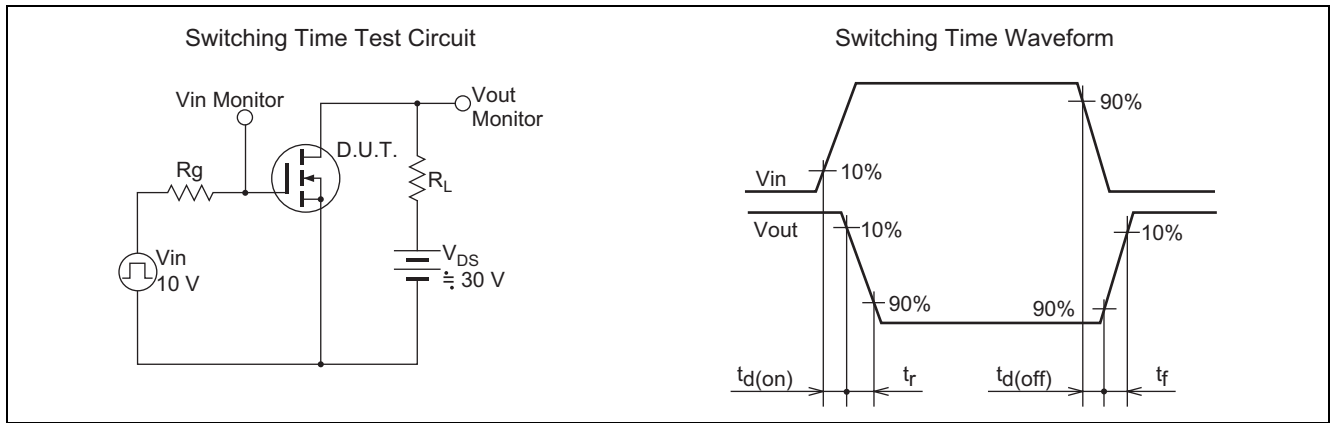 Switching Time Test Circuit
Vin Monitor
Vout
Monitor
D.U.T.
Rg
RL
Vin
10 V
VDS
≒ 30 V
Switching Time Waveform
90%
Vin
10%
Vout
10%
10%
90%
90%
td(on)
tr
td(off)
tf